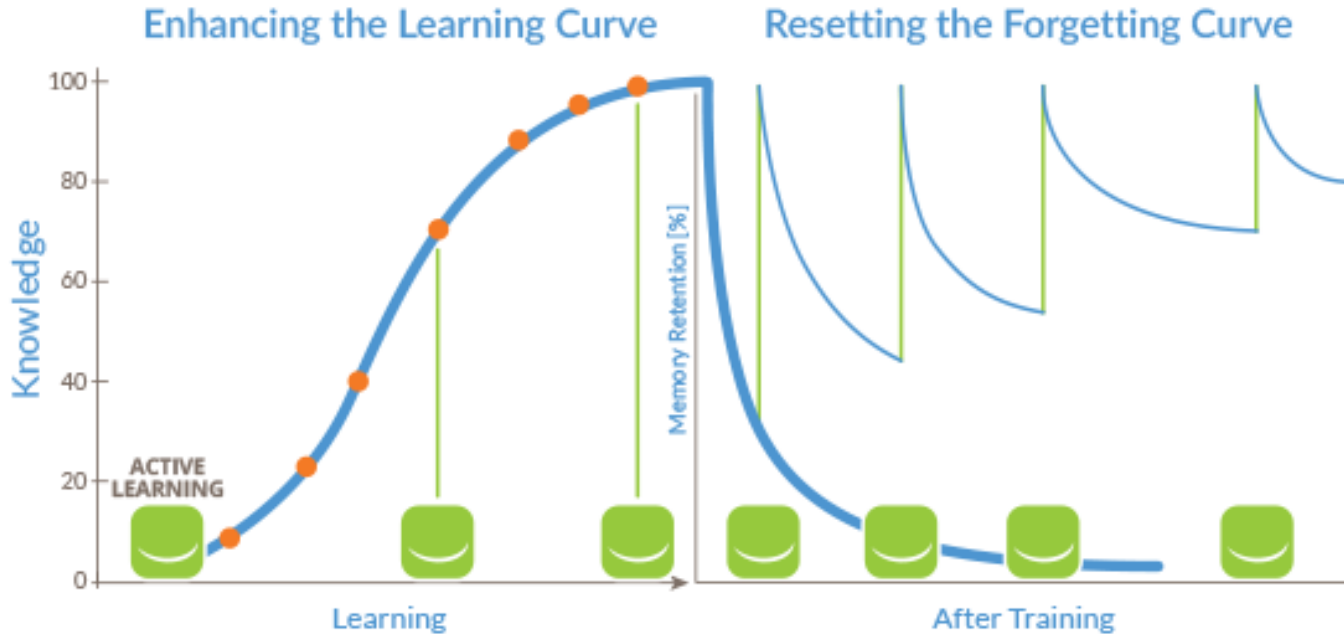 Enhancing the Learning Curve
Resetting the Forgetting Curve
Knowledge
100
80
60
40
20
0
ACTIVE
LEARNING
Memory Retention [%]
Learning
After Training